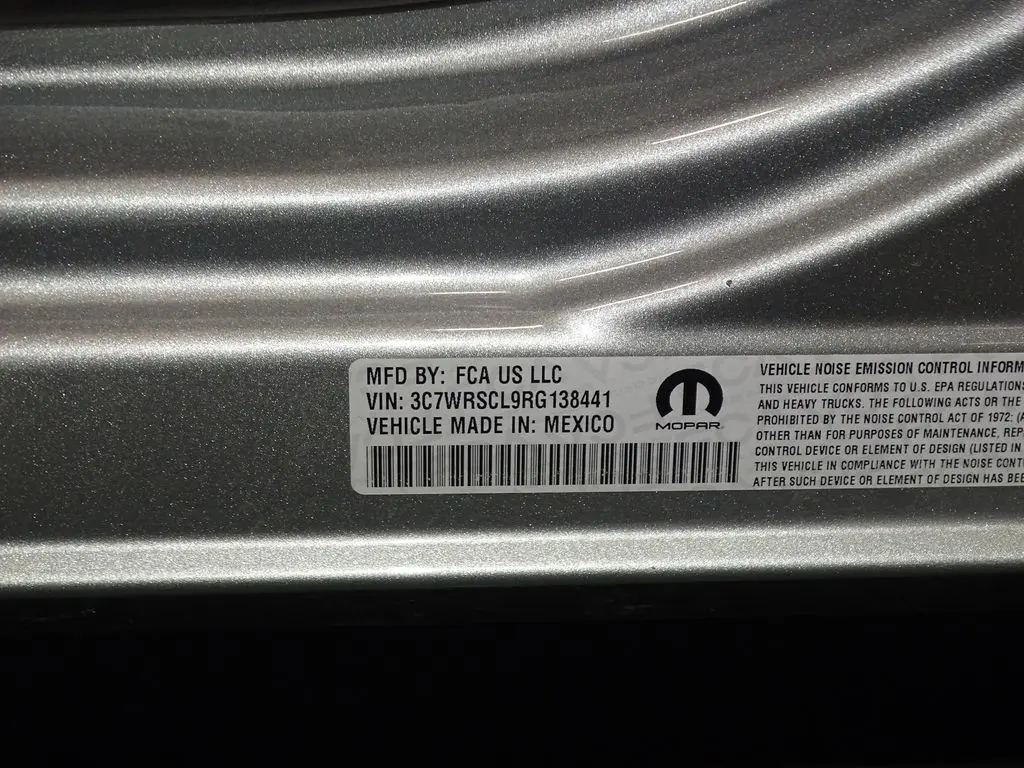 MFD BY: FCA US LLC
VIN: 3C7WRSCL9RG138441
VEHICLE MADE IN: MEXICO
MOPAR
VEHICLE NOISE EMISSION CONTROL INFORM
THIS VEHICLE CONFORMS TO U.S. EPA REGULATIONS
AND HEAVY TRUCKS. THE FOLLOWING ACTS OR THE
PROHIBITED BY THE NOISE CONTROL ACT OF 1972: (A
OTHER THAN FOR PURPOSES OF MAINTENANCE, REP
CONTROL DEVICE OR ELEMENT OF DESIGN (LISTED IN
THIS VEHICLE IN COMPLIANCE WITH THE NOISE CONT
AFTER SUCH DEVICE OR ELEMENT OF DESIGN HAS BEE